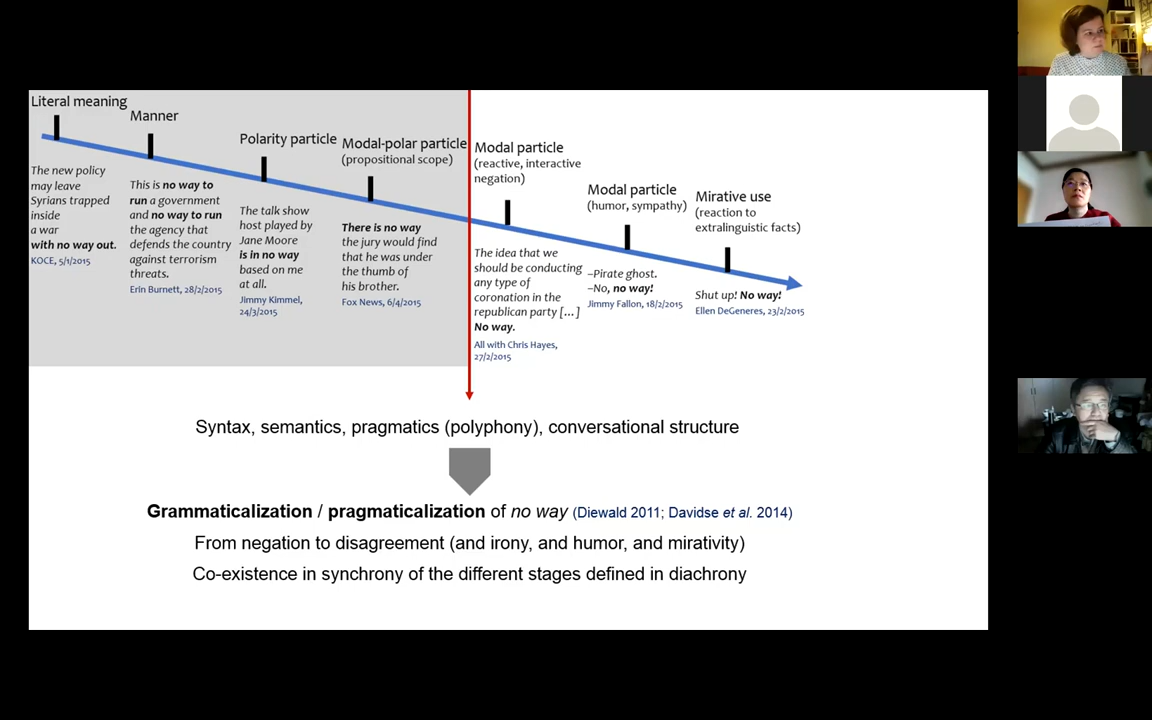 Literal meaning
The new policy
may leave
Syrians trapped
inside
a war
with no way out.
KOCE, 5/1/2015
Manner
This is no way to
run a government
and no way to run
the agency that
defends the country
against terrorism
threats.
Erin Burnett, 28/2/2015
Polarity particle
The talk show
host played by
Jane Moore
is in no way
based on me
at all.
Jimmy Kimmel,
24/3/2015
Modal-polar particle
(propositional scope)
There is no way
the jury would find
that he was under
the thumb of
his brother.
Fox News, 6/4/2015
Modal particle
(reactive, interactive
negation)
The idea that we
should be conducting
any type of
coronation in the
republican party [...]
No way.
All with Chris Hayes,
27/2/2015
Modal particle
(humor, sympathy)
–Pirate ghost.
–No, no way!
Jimmy Fallon, 18/2/2015
Mirative use
(reaction to
extralinguistic facts)
Shut up! No way!
Ellen DeGeneres, 23/2/2015
Syntax, semantics, pragmatics (polyphony), conversational structure
Grammaticalization / pragmaticalization of no way (Diewald 2011; Davidse et al. 2014)
From negation to disagreement (and irony, and humor, and mirativity)
Co-existence in synchrony of the different stages defined in diachrony